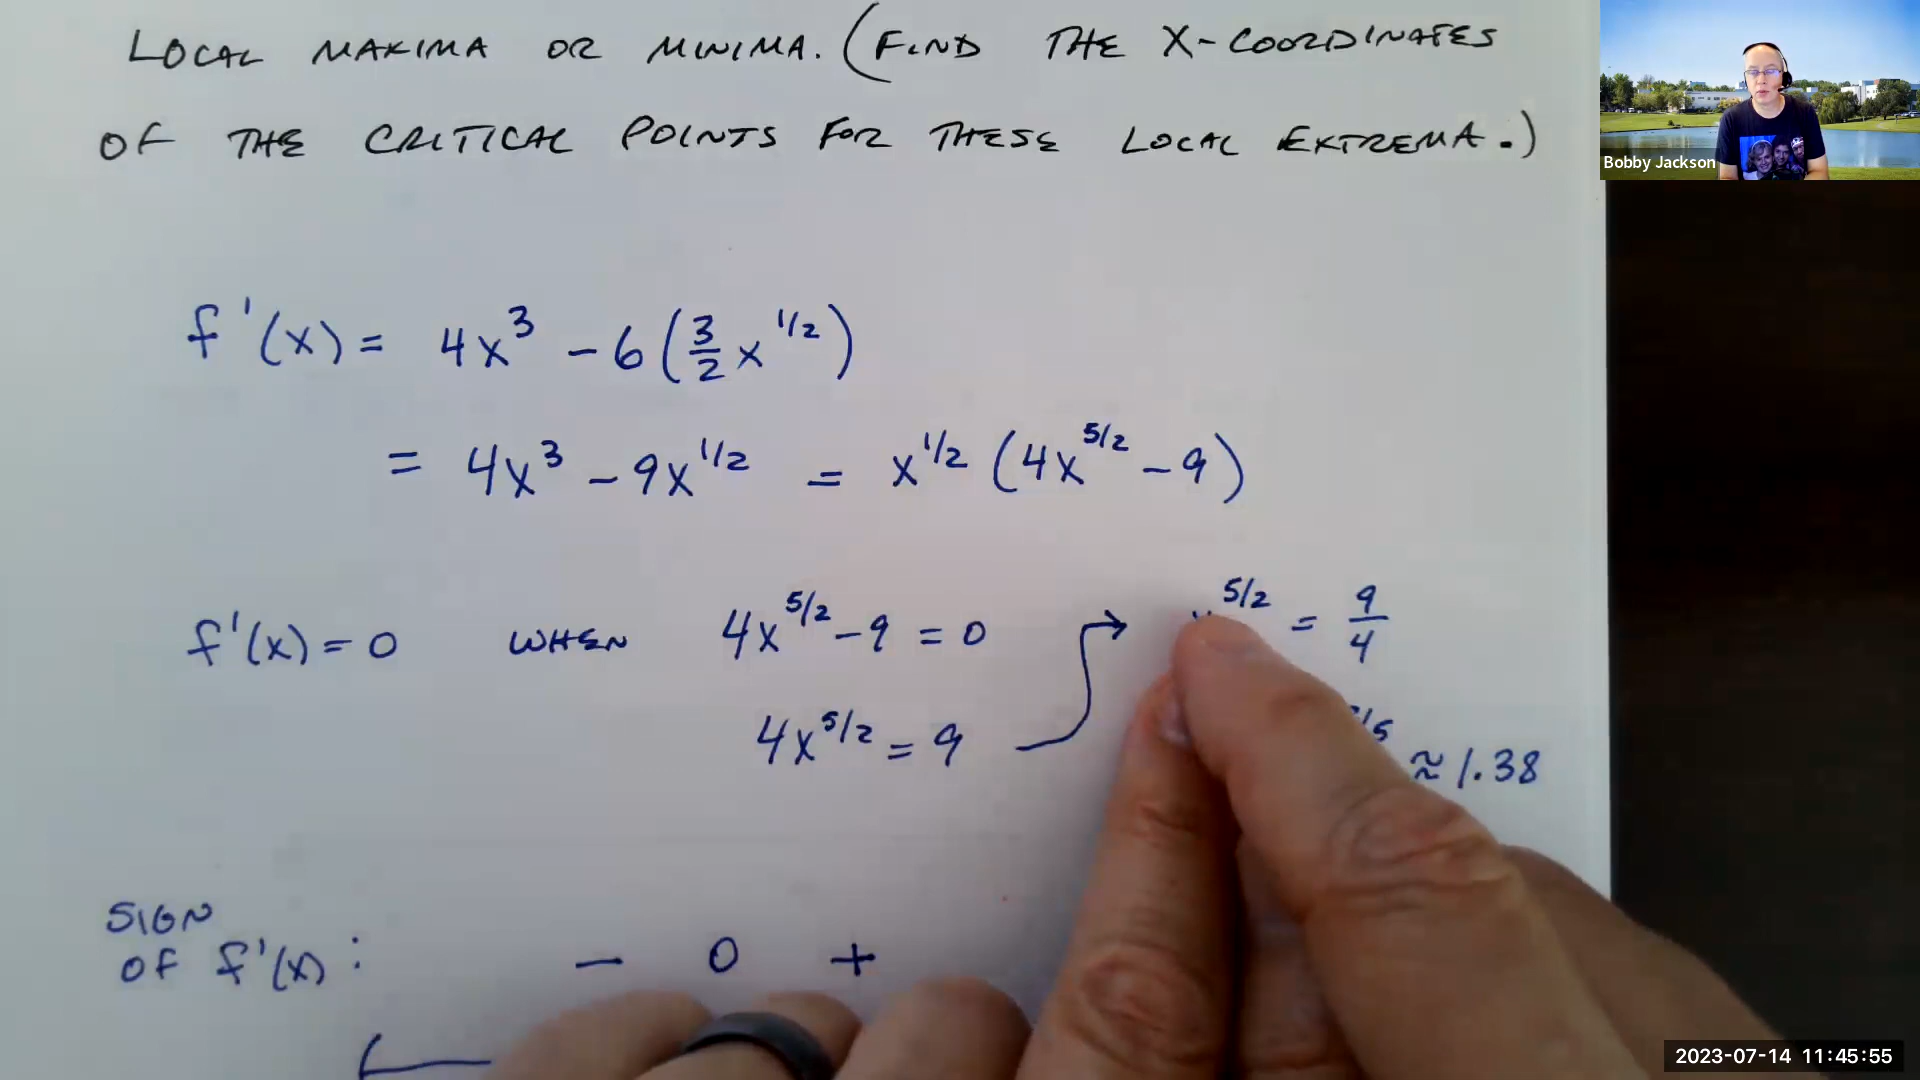 LOCAL MAXIMA OR MINIMA. (FIND THE X-COORDINATES
OF THE CRITICAL POINTS FOR THESE LOCAL EXTREMA.)
Bobby Jackson
f'(x) = 4x^3 - 6(3/2 x^1/2)
= 4x^3 - 9x^1/2 = x^1/2 (4x^5/2 - 9)
f'(x) = 0 WHEN 4x^5/2 - 9 = 0 → x^5/2 = 9/4
4x^5/2 = 9
≈ 1.38
SIGN
OF f'(x): - 0 +
2023-07-14 11:45:55